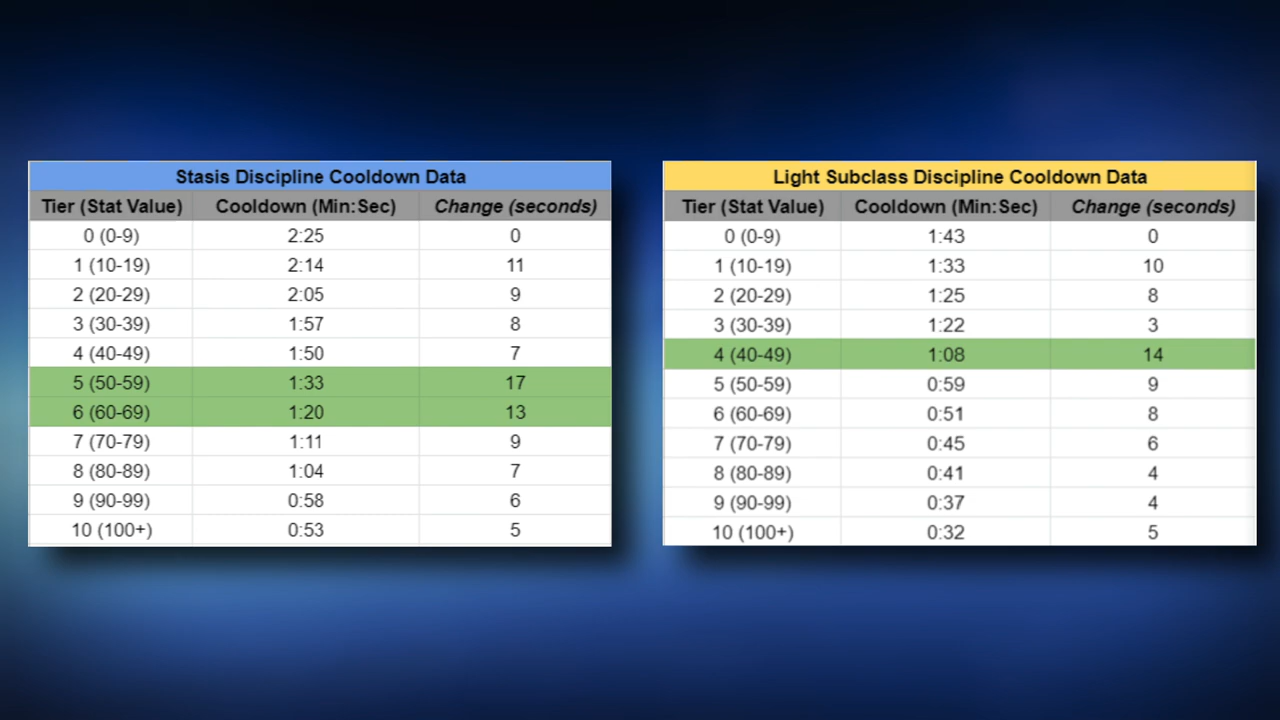 Stasis Discipline Cooldown Data
Tier (Stat Value) Cooldown (Min:Sec) Change (seconds)
0 (0-9) 2:25 0
1 (10-19) 2:14 11
2 (20-29) 2:05 9
3 (30-39) 1:57 8
4 (40-49) 1:50 7
5 (50-59) 1:33 17
6 (60-69) 1:20 13
7 (70-79) 1:11 9
8 (80-89) 1:04 7
9 (90-99) 0:58 6
10 (100+) 0:53 5
Light Subclass Discipline Cooldown Data
Tier (Stat Value) Cooldown (Min:Sec) Change (seconds)
0 (0-9) 1:43 0
1 (10-19) 1:33 10
2 (20-29) 1:25 8
3 (30-39) 1:22 3
4 (40-49) 1:08 14
5 (50-59) 0:59 9
6 (60-69) 0:51 8
7 (70-79) 0:45 6
8 (80-89) 0:41 4
9 (90-99) 0:37 4
10 (100+) 0:32 5